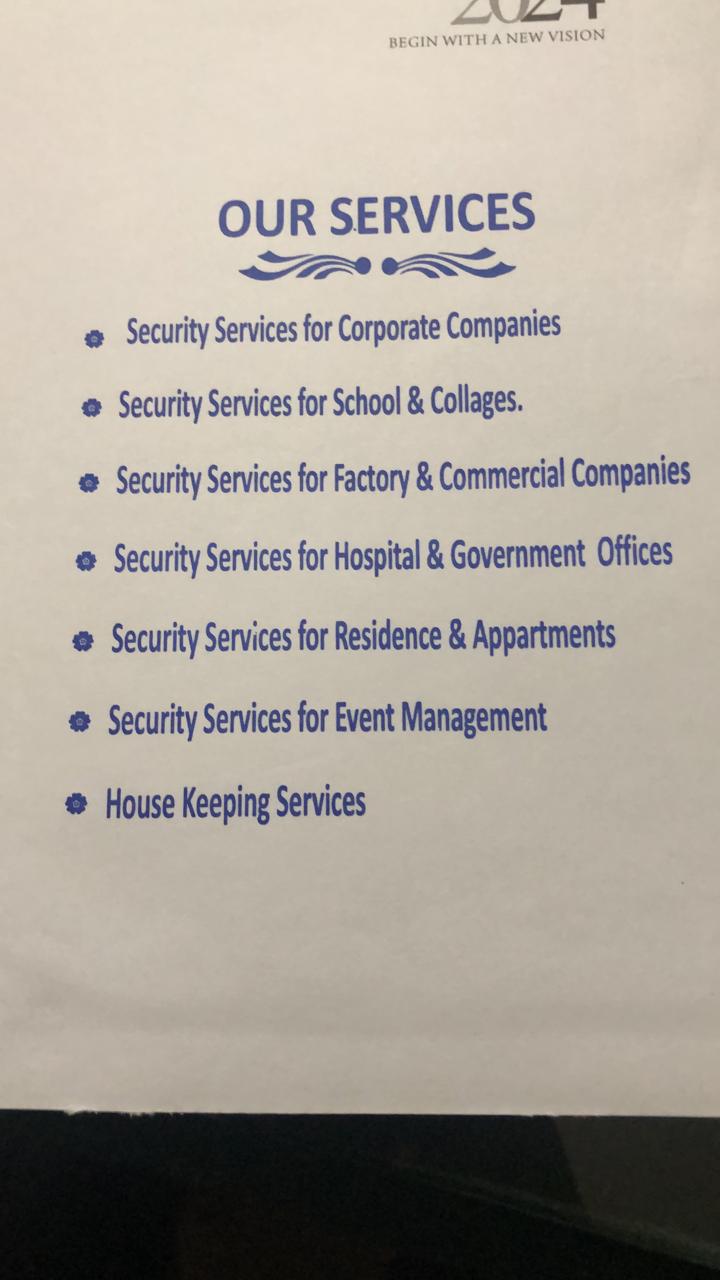 2024
BEGIN WITH A NEW VISION
OUR SERVICES
Security Services for Corporate Companies
Security Services for School & Collages.
Security Services for Factory & Commercial Companies
Security Services for Hospital & Government Offices
Security Services for Residence & Appartments
Security Services for Event Management
House Keeping Services